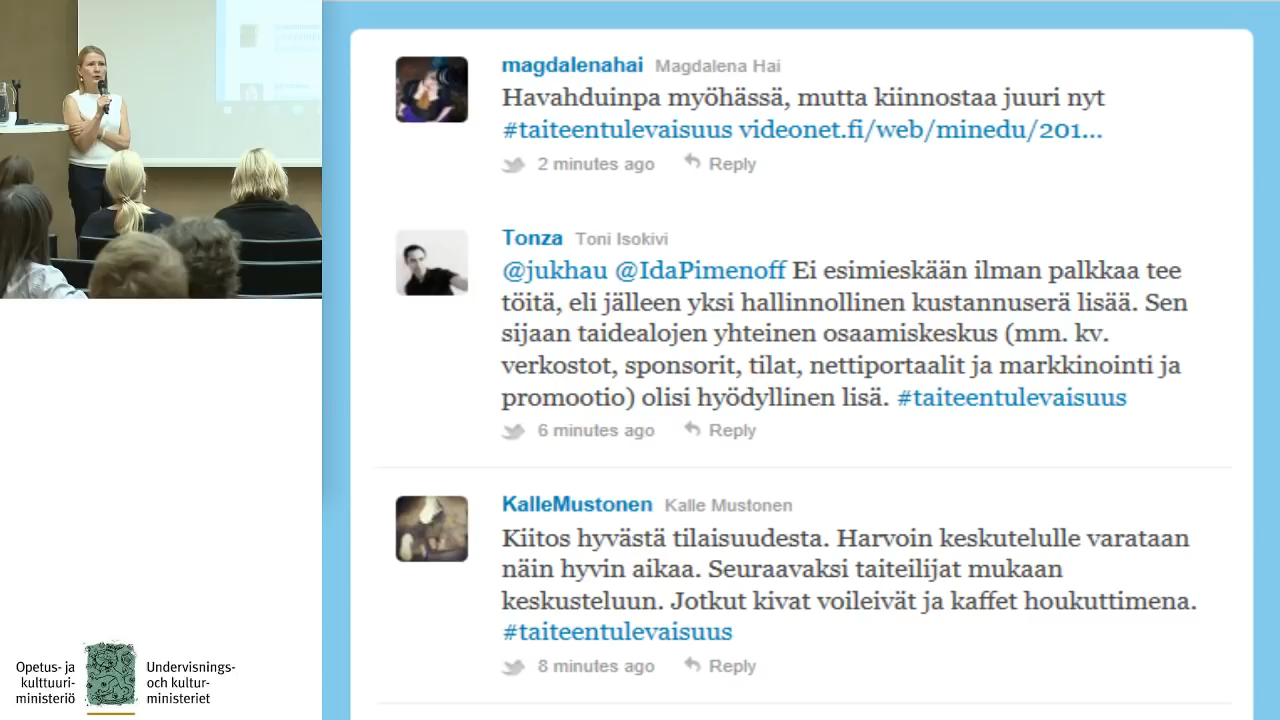 magdalenahai Magdalena Hai
Havahduinpa myöhässä, mutta kiinnostaa juuri nyt
#taiteentulevaisuus videonet.fi/web/minedu/201...
2 minutes ago Reply
Tonza Toni Isokivi
@jukhau @IdaPimenoff Ei esimieskään ilman palkkaa tee
töitä, eli jälleen yksi hallinnollinen kustannuserä lisää. Sen
sijaan taidealojen yhteinen osaamiskeskus (mm. kv.
verkostot, sponsorit, tilat, nettiportaalit ja markkinointi ja
promootio) olisi hyödyllinen lisä. #taiteentulevaisuus
6 minutes ago Reply
KalleMustonen Kalle Mustonen
Kiitos hyvästä tilaisuudesta. Harvoin keskutelulle varataan
näin hyvin aikaa. Seuraavaksi taiteilijat mukaan
keskusteluun. Jotkut kivat voileivät ja kaffet houkuttimena.
#taiteentulevaisuus
8 minutes ago Reply
Opetus- ja
kulttuuri-
ministeriö
Undervisnings-
och kultur-
ministeriet